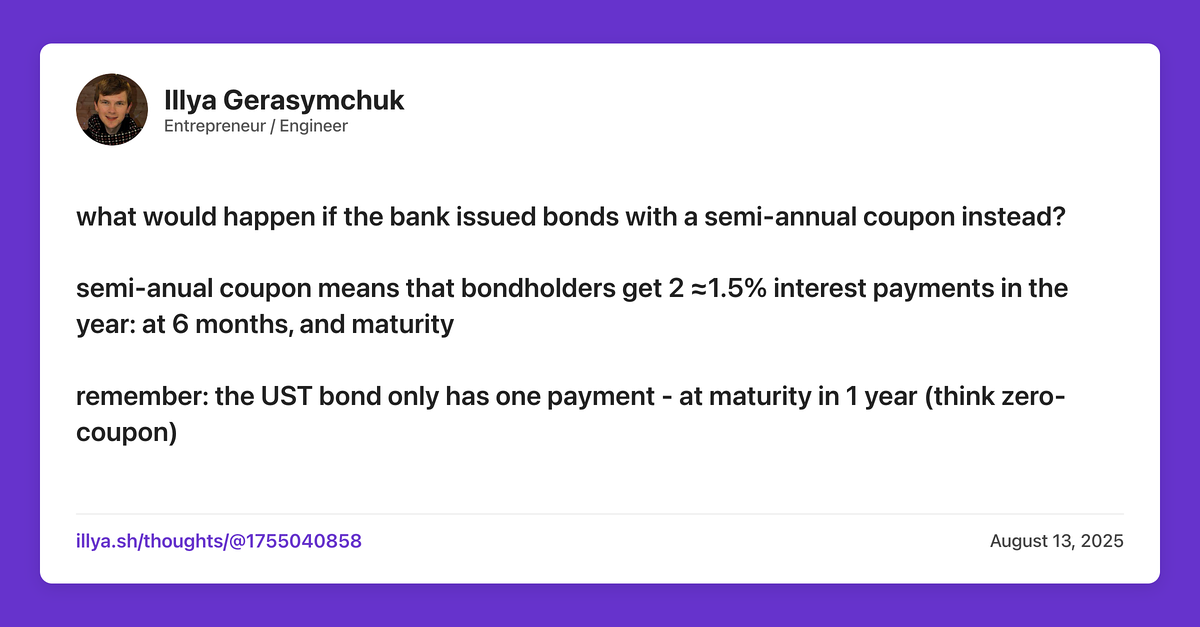 Illya Gerasymchuk
Entrepreneur / Engineer
what would happen if the bank issued bonds with a semi-annual coupon instead?
semi-anual coupon means that bondholders get 2 ≈1.5% interest payments in the
year: at 6 months, and maturity
remember: the UST bond only has one payment - at maturity in 1 year (think zero-
coupon)
illya.sh/thoughts/@1755040858
August 13, 2025